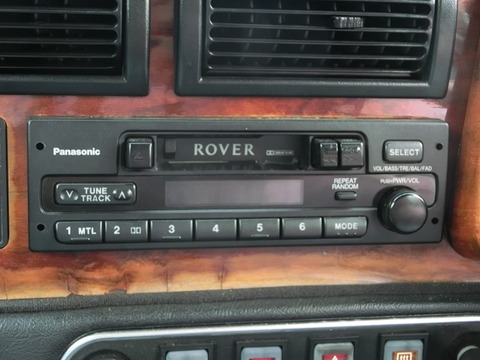 Panasonic
ROVER
SELECT
VOL/BASS/TRE/BAL/FAD
TUNE
TRACK
REPEAT
RANDOM
PUSH PWR/VOL
1 MTL 2 3 4 5 6 MODE